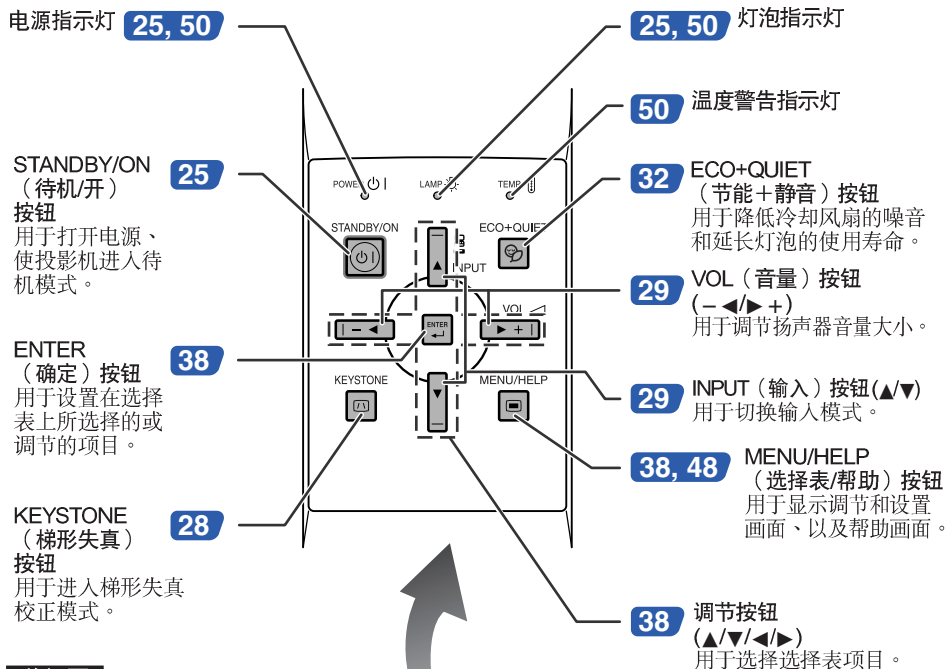 电源指示灯 25, 50
25, 50 灯泡指示灯
50 温度警告指示灯
STANDBY/ON
（待机/开）
按钮
用于打开电源、
使投影机进入待
机模式。
25
ENTER
（确定）按钮
用于设置在选择
表上所选择的或
调节的项目。
38
KEYSTONE
（梯形失真）
按钮
用于进入梯形失真
校正模式。
28
POWER
LAMP
TEMP.
STANDBY/ON
ECO+QUIET
INPUT
VOL
− ◀
ENTER
▶ +
KEYSTONE
MENU/HELP
32 ECO+QUIET
（节能＋静音）按钮
用于降低冷却风扇的噪音
和延长灯泡的使用寿命。
29 VOL（音量）按钮
(− ◀/▶ +)
用于调节扬声器音量大小。
29 INPUT（输入）按钮(▲/▼)
用于切换输入模式。
38, 48 MENU/HELP
（选择表/帮助）按钮
用于显示调节和设置
画面、以及帮助画面。
38 调节按钮
(▲/▼/◀/▶)
用于选择选择表项目。